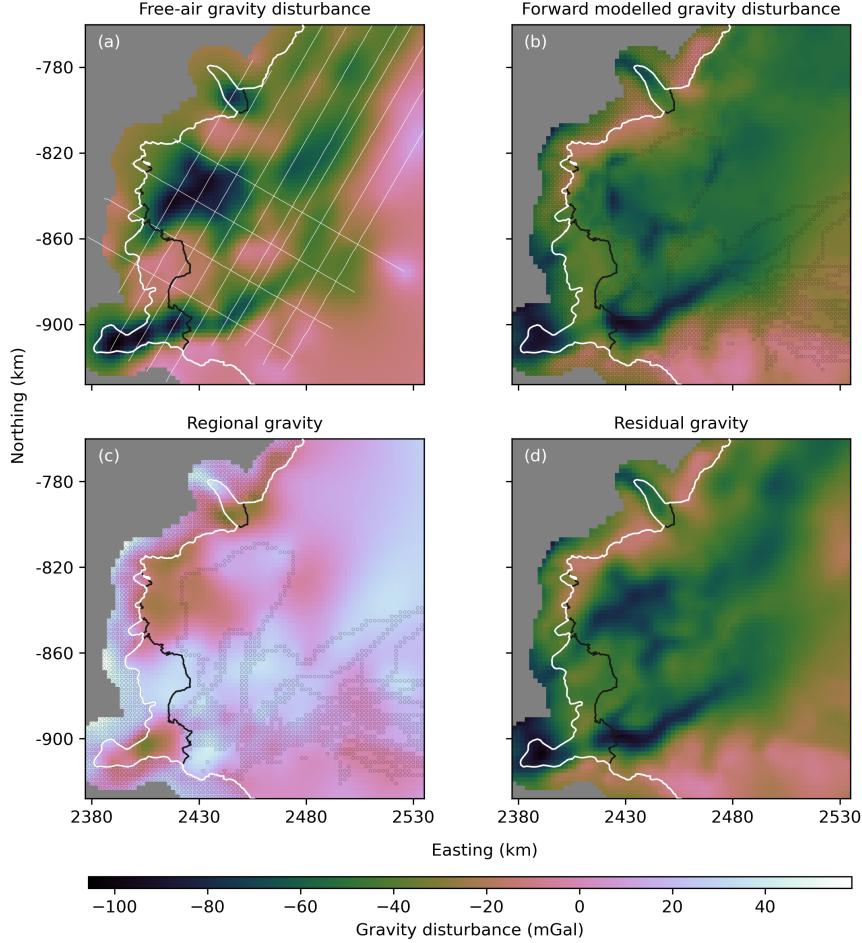 Free-air gravity disturbance
Forward modelled gravity disturbance
(a)
(b)
-780
-820
-860
-900
Northing (km)
Regional gravity
Residual gravity
(c)
(d)
-780
-820
-860
-900
2380 2430 2480 2530
2380 2430 2480 2530
Easting (km)
−100 −80 −60 −40 −20 0 20 40
Gravity disturbance (mGal)